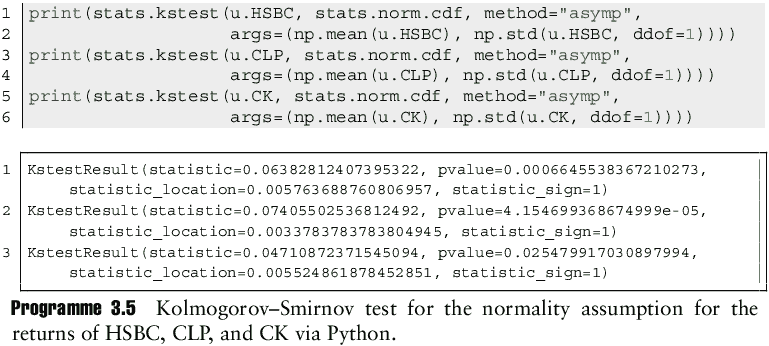 1 print(stats.kstest(u.HSBC, stats.norm.cdf, method="asymp",
2 args=(np.mean(u.HSBC), np.std(u.HSBC, ddof=1))))
3 print(stats.kstest(u.CLP, stats.norm.cdf, method="asymp",
4 args=(np.mean(u.CLP), np.std(u.CLP, ddof=1))))
5 print(stats.kstest(u.CK, stats.norm.cdf, method="asymp",
6 args=(np.mean(u.CK), np.std(u.CK, ddof=1))))
1 KstestResult(statistic=0.06382812407395322, pvalue=0.0006645538367210273,
statistic_location=0.005763688760806957, statistic_sign=1)
2 KstestResult(statistic=0.07405502536812492, pvalue=4.154699368674999e-05,
statistic_location=0.0033783783783804945, statistic_sign=1)
3 KstestResult(statistic=0.04710872371545094, pvalue=0.025479917030897994,
statistic_location=0.005524861878452851, statistic_sign=1)
Programme 3.5 Kolmogorov–Smirnov test for the normality assumption for the
returns of HSBC, CLP, and CK via Python.